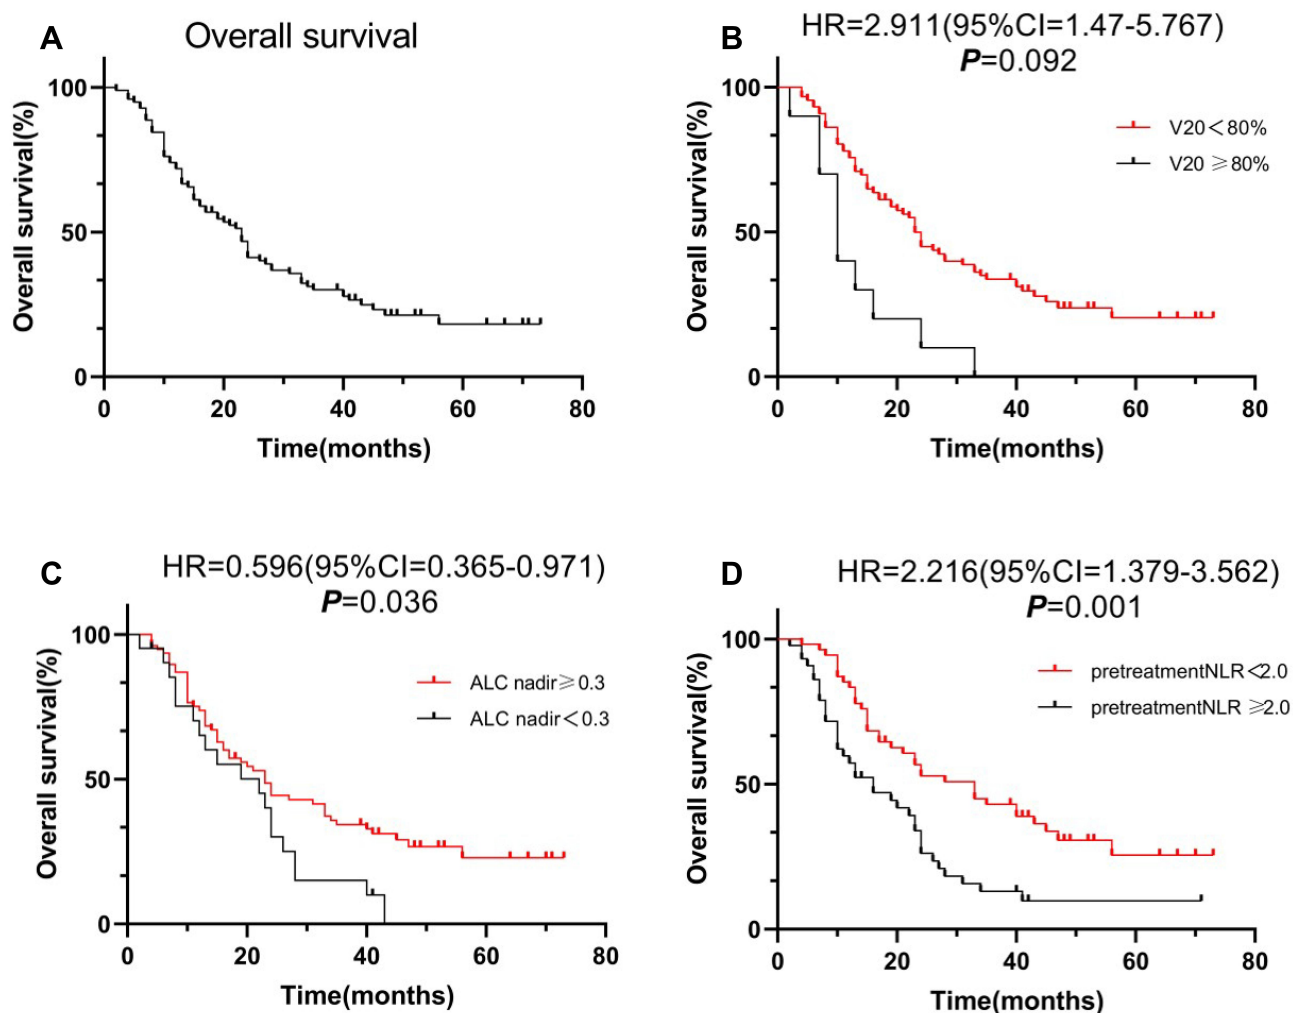 A
Overall survival
100
50
0
0
20
40
60
80
Overall survival(%)
Time(months)
B
HR=2.911(95%CI=1.47-5.767)
P=0.092
V20<80%
V20 ≥80%
100
50
0
0
20
40
60
80
Overall survival(%)
Time(months)
C
HR=0.596(95%CI=0.365-0.971)
P=0.036
ALC nadir≥0.3
ALC nadir<0.3
100
50
0
0
20
40
60
80
Overall survival(%)
Time(months)
D
HR=2.216(95%CI=1.379-3.562)
P=0.001
pretreatmentNLR<2.0
pretreatmentNLR ≥2.0
100
50
0
0
20
40
60
80
Overall survival(%)
Time(months)